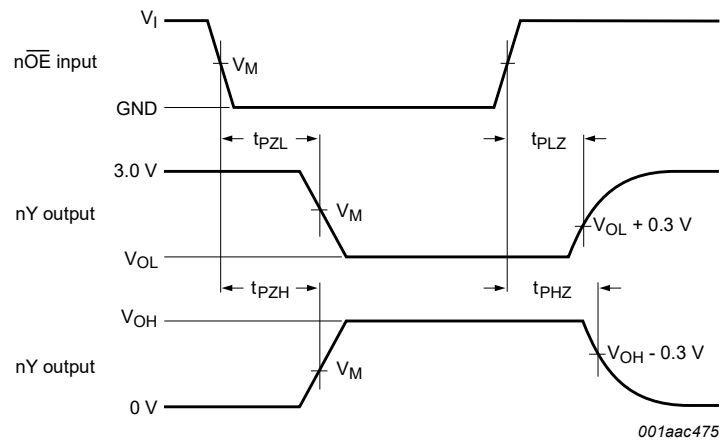 V_I
nO̅E̅ input
V_M
GND
t_PZL
t_PLZ
3.0 V
nY output
V_M
V_OL + 0.3 V
V_OL
t_PZH
t_PHZ
V_OH
nY output
V_M
V_OH - 0.3 V
0 V
001aac475